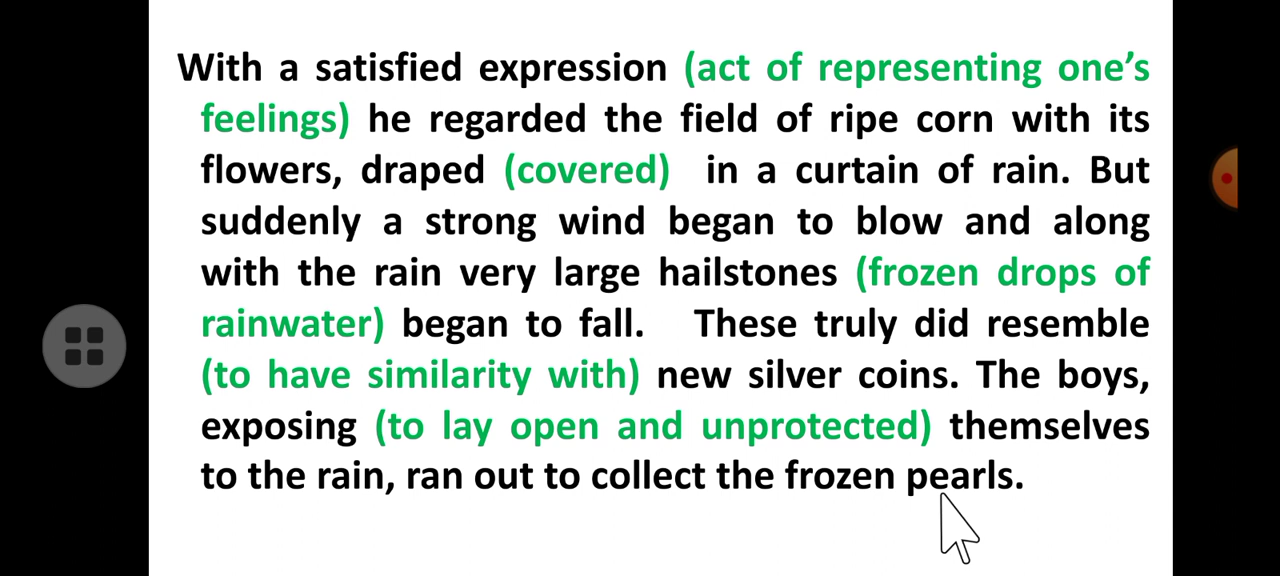 With a satisfied expression (act of representing one’s
feelings) he regarded the field of ripe corn with its
flowers, draped (covered) in a curtain of rain. But
suddenly a strong wind began to blow and along
with the rain very large hailstones (frozen drops of
rainwater) began to fall. These truly did resemble
(to have similarity with) new silver coins. The boys,
exposing (to lay open and unprotected) themselves
to the rain, ran out to collect the frozen pearls.